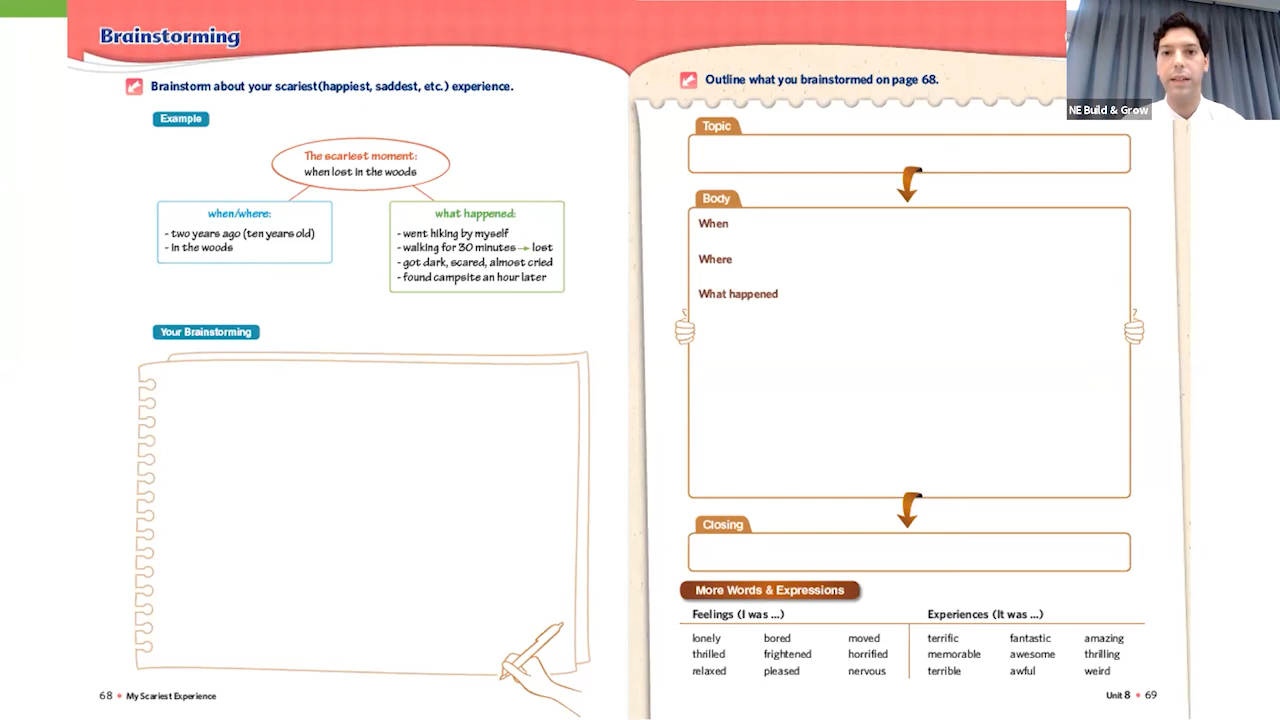 Brainstorming
Brainstorm about your scariest(happiest, saddest, etc.) experience.
Example
The scariest moment:
when lost in the woods
when/where:
- two years ago (ten years old)
- in the woods
what happened:
- went hiking by myself
- walking for 30 minutes → lost
- got dark, scared, almost cried
- found campsite an hour later
Your Brainstorming
68 • My Scariest Experience
Outline what you brainstormed on page 68.
Topic
Body
When
Where
What happened
Closing
More Words & Expressions
Feelings (I was ...)
lonely bored moved
thrilled frightened horrified
relaxed pleased nervous
Experiences (It was ...)
terrific fantastic amazing
memorable awesome thrilling
terrible awful weird
Unit 8 • 69
NE Build & Grow